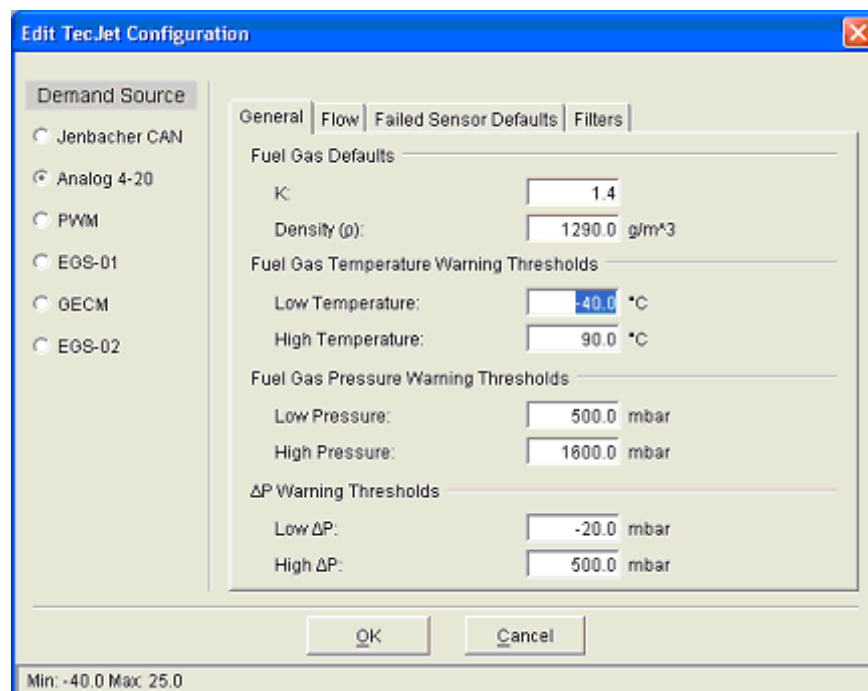 Edit TecJet Configuration
Demand Source
Jenbacher CAN
Analog 4-20
PWM
EGS-01
GECM
EGS-02
General Flow Failed Sensor Defaults Filters
Fuel Gas Defaults
K: 1.4
Density (ρ): 1290.0 g/m^3
Fuel Gas Temperature Warning Thresholds
Low Temperature: -40.0 °C
High Temperature: 90.0 °C
Fuel Gas Pressure Warning Thresholds
Low Pressure: 500.0 mbar
High Pressure: 1600.0 mbar
ΔP Warning Thresholds
Low ΔP: -20.0 mbar
High ΔP: 500.0 mbar
OK Cancel
Min: -40.0 Max: 25.0